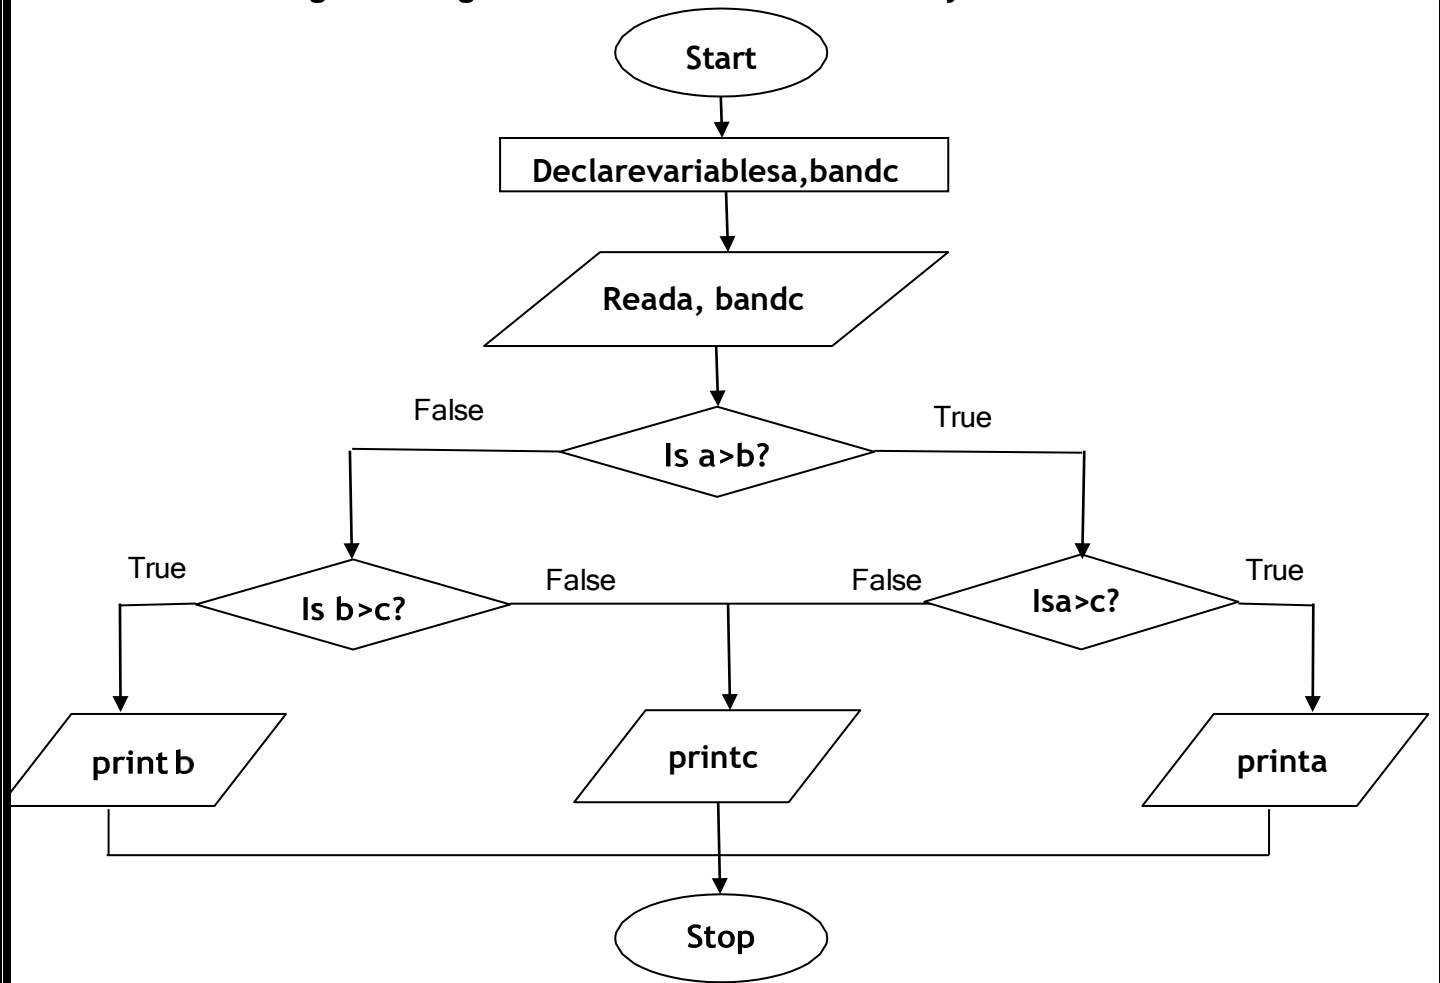 Start
Declarevariablesa,bandc
Reada, bandc
False
True
Is a>b?
True
False
False
True
Is b>c?
Isa>c?
print b
printc
printa
Stop